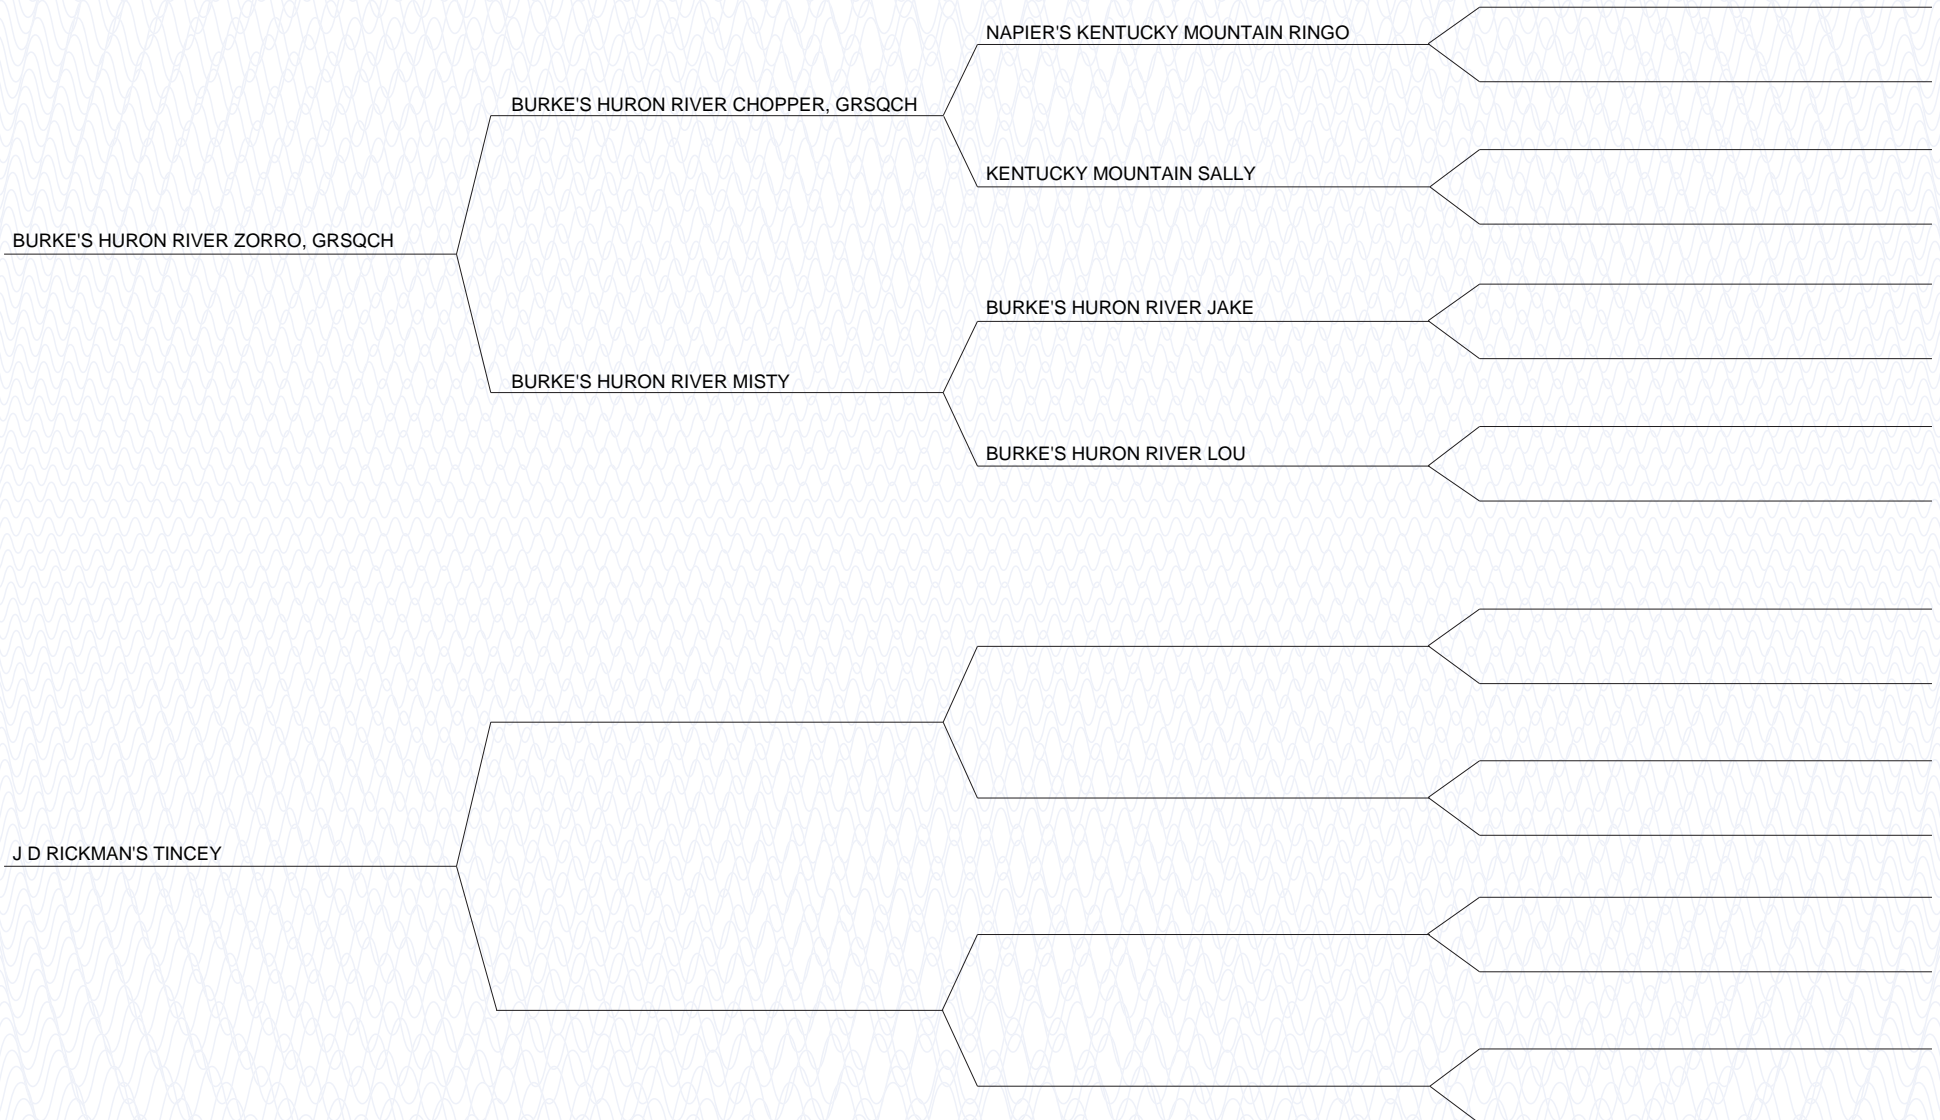 NAPIER'S KENTUCKY MOUNTAIN RINGO
BURKE'S HURON RIVER CHOPPER, GRSQCH
KENTUCKY MOUNTAIN SALLY
BURKE'S HURON RIVER ZORRO, GRSQCH
BURKE'S HURON RIVER JAKE
BURKE'S HURON RIVER MISTY
BURKE'S HURON RIVER LOU
J D RICKMAN'S TINCEY